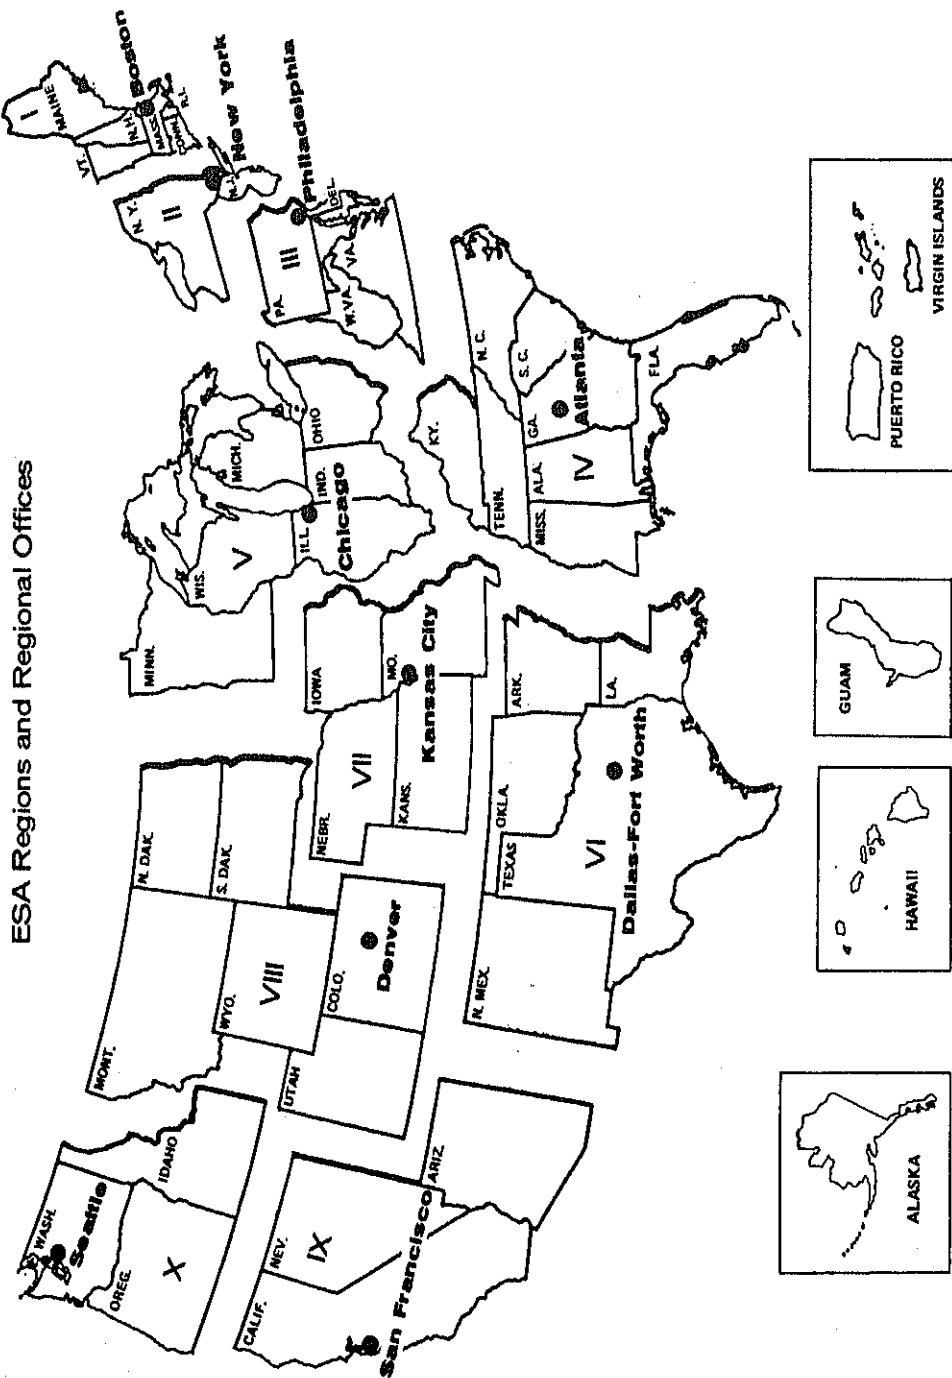 ESA Regions and Regional Offices
WASH.
Seattle
OREG.
X
IDAHO
MONT.
N. DAK.
S. DAK.
WYO.
VIII
UTAH
COLO.
Denver
CALIF.
NEV.
IX
San Francisco
ARIZ.
NEBR.
VII
IOWA
KANS.
MO.
Kansas City
N. MEX.
TEXAS
OKLA.
VI
Dallas-Fort Worth
ARK.
LA.
MINN.
WIS.
V
MICH.
ILL.
IND.
OHIO
Chicago
KY.
TENN.
N. C.
S. C.
MISS.
ALA.
GA.
IV
Atlanta
FLA.
PA.
III
Philadelphia
W.VA.
VA.
DEL.
N. Y.
II
N.J.
New York
I
MAINE
VT.
N.H.
MASS.
CONN.
R.I.
Boston
ALASKA
HAWAII
GUAM
PUERTO RICO
VIRGIN ISLANDS